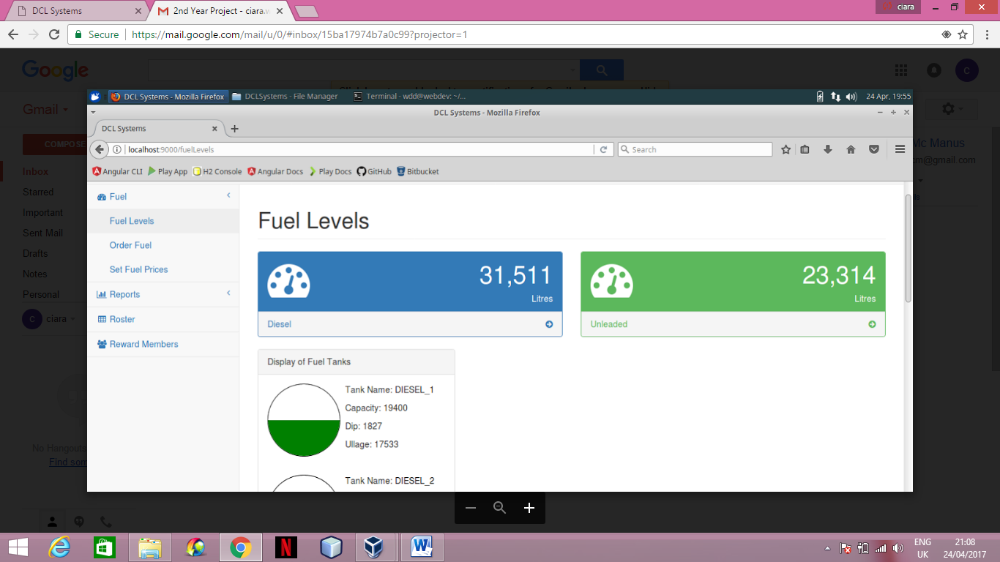 DCL Systems
2nd Year Project - ciara.w
ciara
Secure
https://mail.google.com/mail/u/0/#inbox/15ba17974b7a0c99?projector=1
Google
C
Gmail
COMPOSE
Inbox
Starred
Important
Sent Mail
Drafts
Notes
Personal
C ciara
No Hangouts
Find som
Mc Manus
cm@gmail.com
DCL Systems - Mozilla Firefox
DCLSystems - File Manager
Terminal - wdd@webdev: ~/...
24 Apr, 19:55
DCL Systems - Mozilla Firefox
DCL Systems
localhost:9000/fuelLevels
Search
Angular CLI
Play App
H2 Console
Angular Docs
Play Docs
GitHub
Bitbucket
Fuel
Fuel Levels
Order Fuel
Set Fuel Prices
Reports
Roster
Reward Members
Fuel Levels
31,511
Litres
Diesel
23,314
Litres
Unleaded
Display of Fuel Tanks
Tank Name: DIESEL_1
Capacity: 19400
Dip: 1827
Ullage: 17533
Tank Name: DIESEL_2
ENG
UK
21:08
24/04/2017